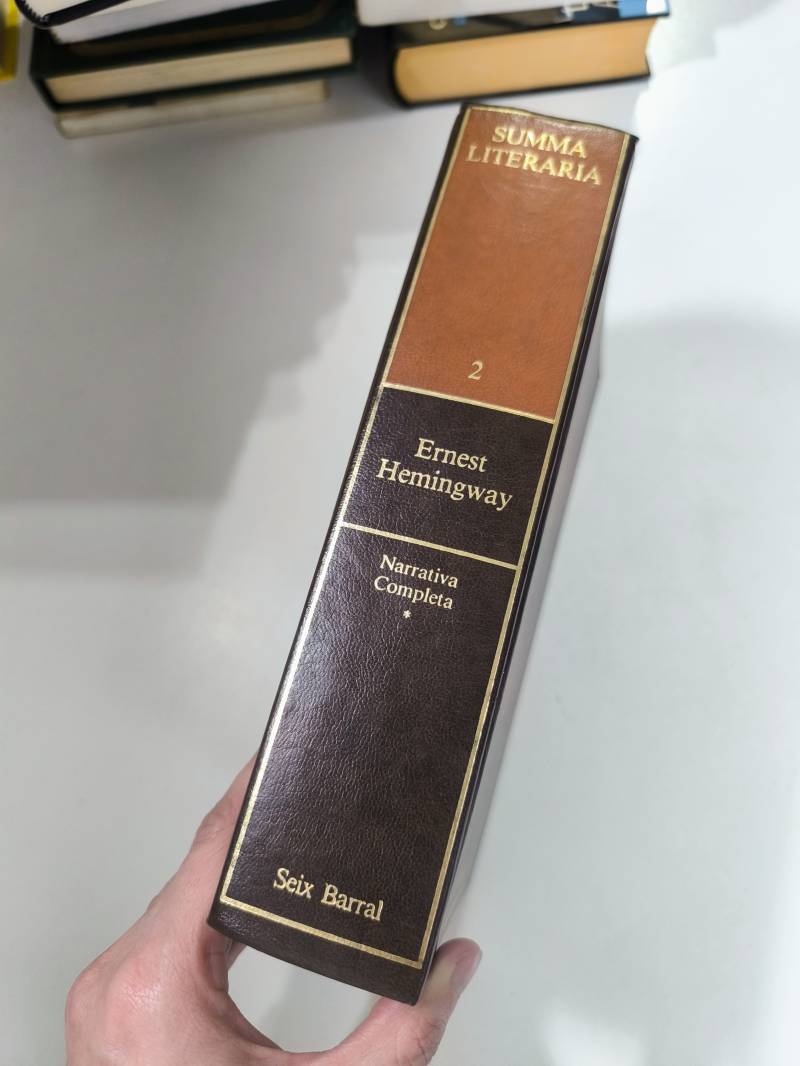 SUMMA
LITERARIA
2
Ernest
Hemingway
Narrativa
Completa
*
Seix Barral